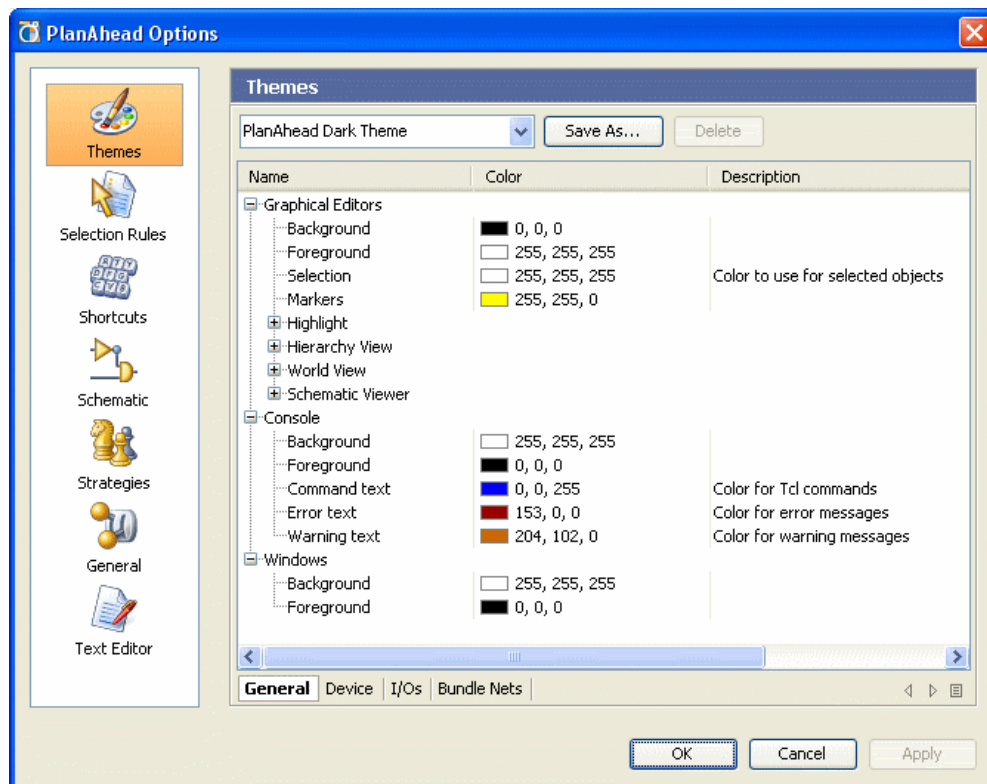 PlanAhead Options
Themes
Selection Rules
Shortcuts
Schematic
Strategies
General
Text Editor
Themes
PlanAhead Dark Theme Save As... Delete
Name Color Description
Graphical Editors
Background 0, 0, 0
Foreground 255, 255, 255
Selection 255, 255, 255 Color to use for selected objects
Markers 255, 255, 0
Highlight
Hierarchy View
World View
Schematic Viewer
Console
Background 255, 255, 255
Foreground 0, 0, 0
Command text 0, 0, 255 Color for Tcl commands
Error text 153, 0, 0 Color for error messages
Warning text 204, 102, 0 Color for warning messages
Windows
Background 255, 255, 255
Foreground 0, 0, 0
General Device I/Os Bundle Nets
OK Cancel Apply